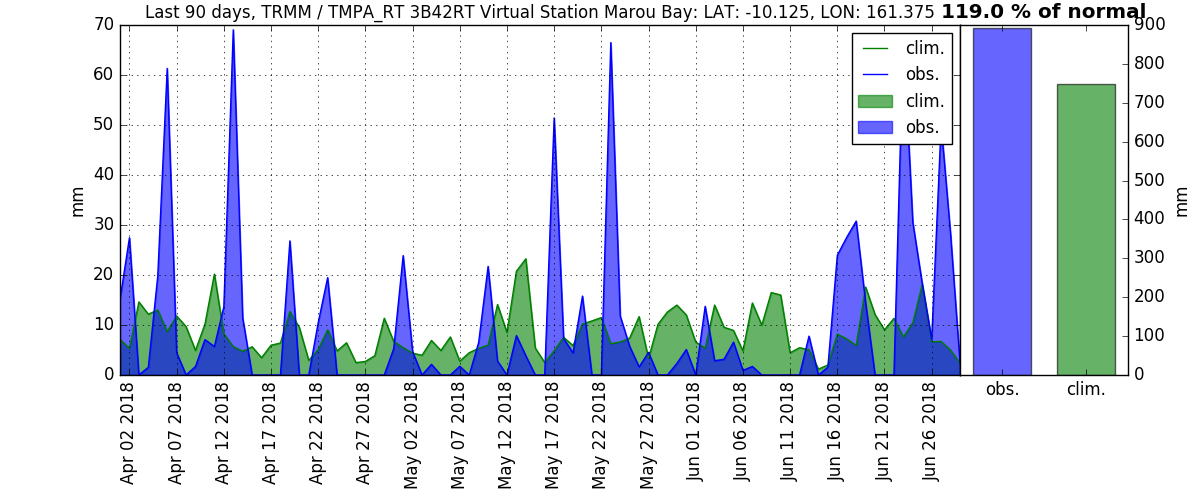 Last 90 days, TRMM / TMPA_RT 3B42RT Virtual Station Marou Bay: LAT: -10.125, LON: 161.375 119.0 % of normal
clim.
obs.
clim.
obs.
70
60
50
40
30
20
10
0
mm
900
800
700
600
500
400
300
200
100
0
mm
Apr 02 2018
Apr 07 2018
Apr 12 2018
Apr 17 2018
Apr 22 2018
Apr 27 2018
May 02 2018
May 07 2018
May 12 2018
May 17 2018
May 22 2018
May 27 2018
Jun 01 2018
Jun 06 2018
Jun 11 2018
Jun 16 2018
Jun 21 2018
Jun 26 2018
obs.
clim.